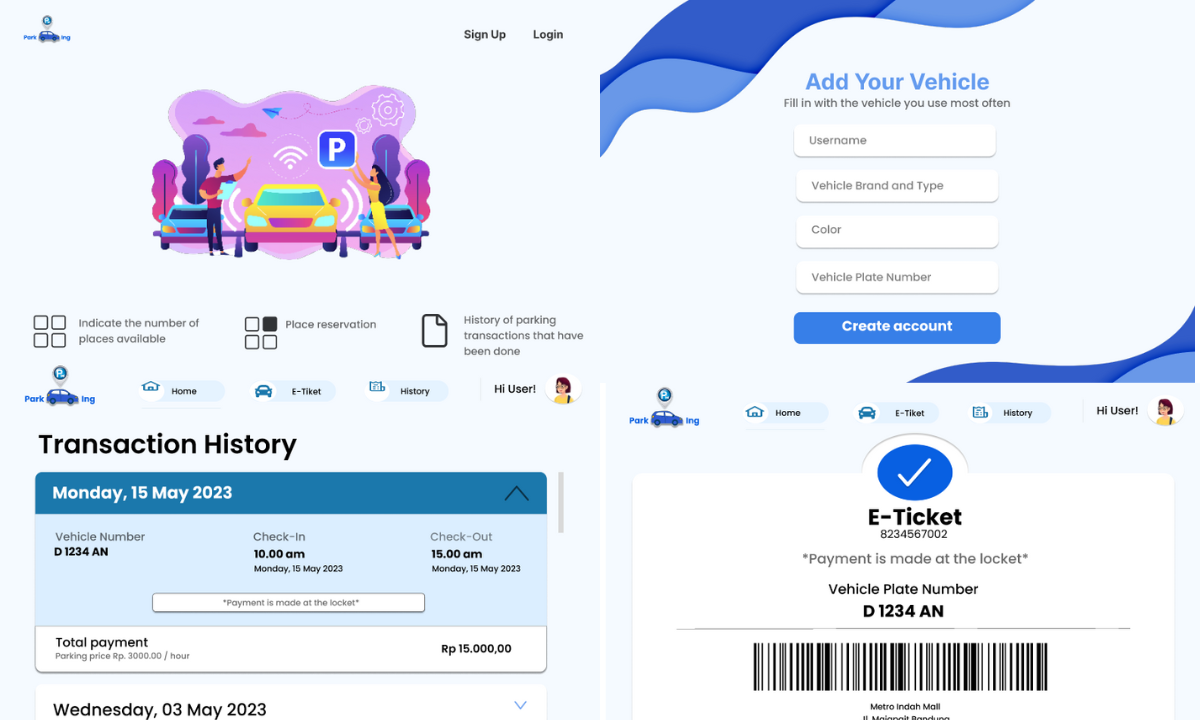 Park Ing
Sign Up
Login
P
Indicate the number of
places available
Place reservation
History of parking
transactions that have
been done
Add Your Vehicle
Fill in with the vehicle you use most often
Username
Vehicle Brand and Type
Color
Vehicle Plate Number
Create account
Park Ing
Home
E-Tiket
History
Hi User!
Transaction History
Monday, 15 May 2023
Vehicle Number
D 1234 AN
Check-In
10.00 am
Monday, 15 May 2023
Check-Out
15.00 am
Monday, 15 May 2023
*Payment is made at the locket*
Total payment
Parking price Rp. 3000.00 / hour
Rp 15.000,00
Wednesday, 03 May 2023
Park Ing
Home
E-Tiket
History
Hi User!
E-Ticket
8234567002
*Payment is made at the locket*
Vehicle Plate Number
D 1234 AN
Metro Indah Mall
Jl. Majapait Bandung